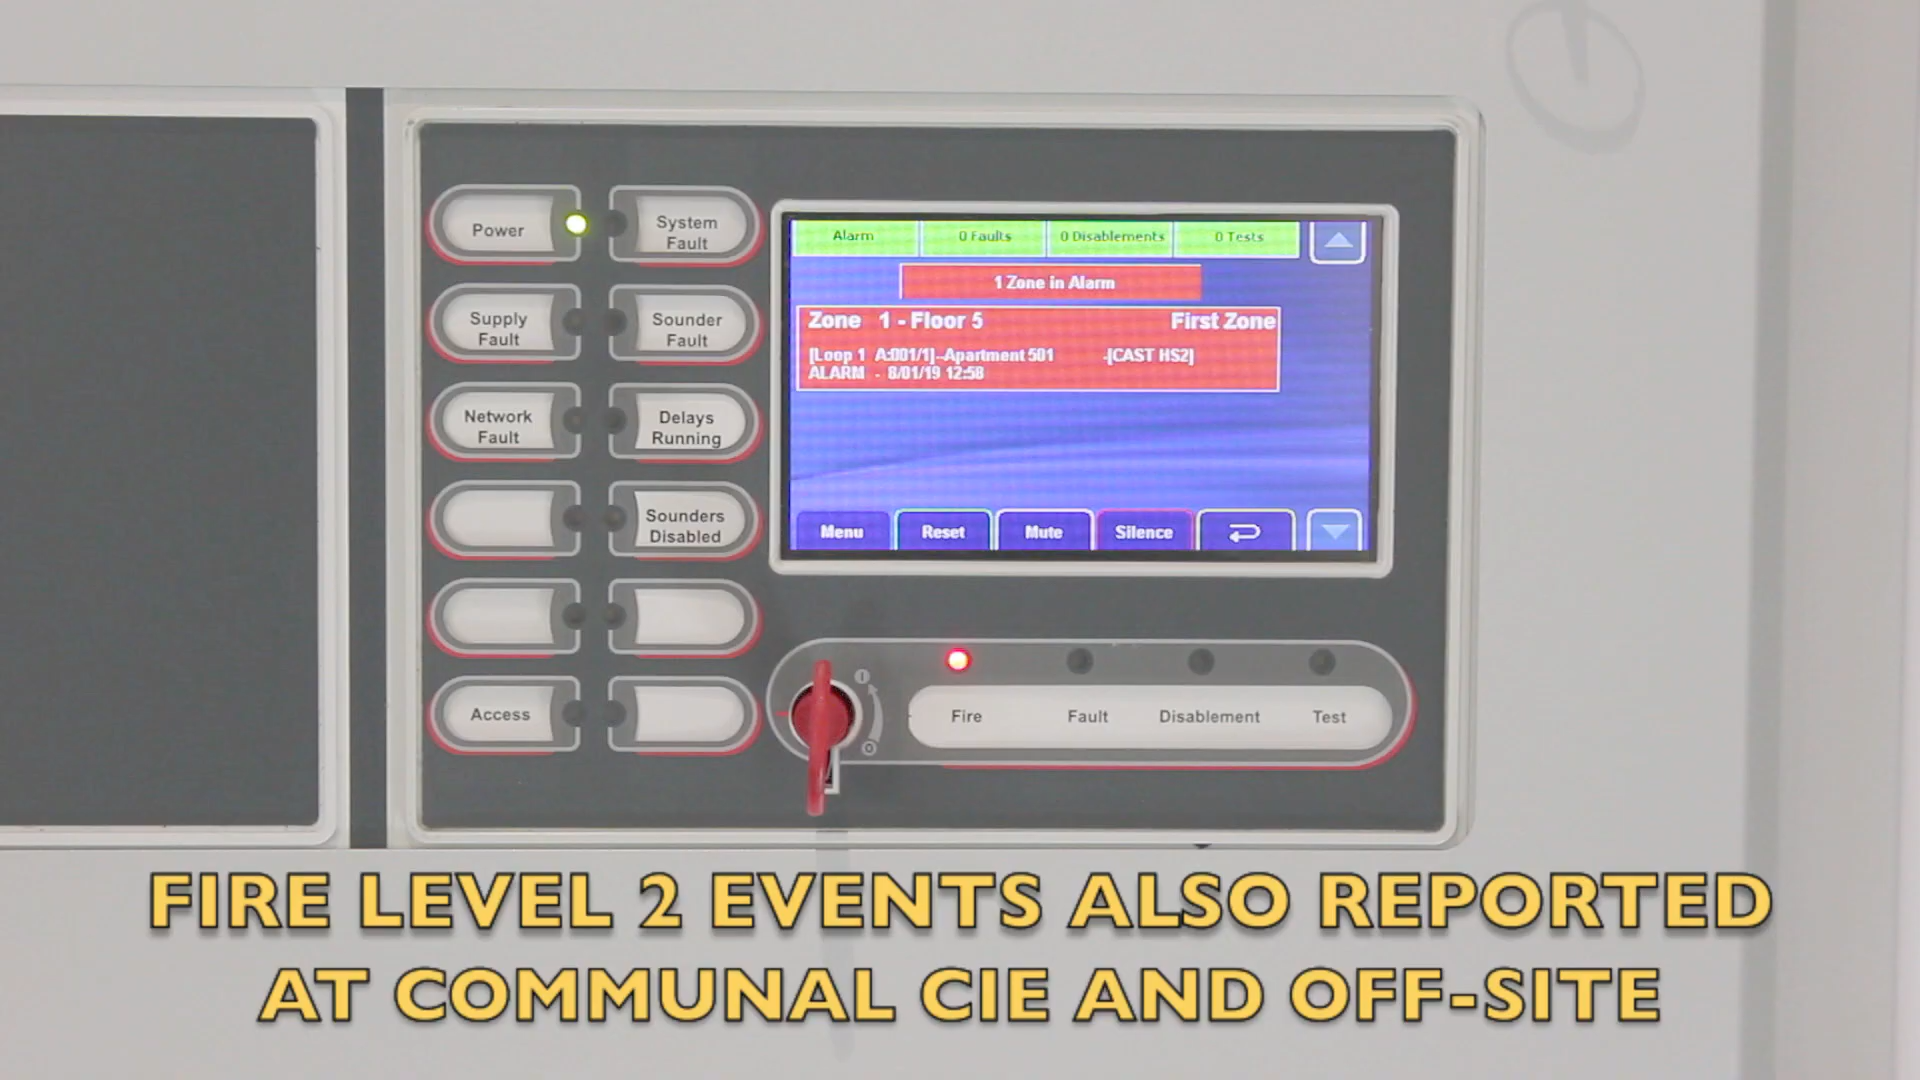 Power
System
Fault
Supply
Fault
Sounder
Fault
Network
Fault
Delays
Running
Sounders
Disabled
Access
Alarm
0 Faults
0 Disablements
0 Tests
1 Zone in Alarm
Zone 1 - Floor 5 First Zone
[Loop 1 A:001/1]-Apartment 501 -[CAST HS2]
ALARM - 8/01/19 12:58
Menu
Reset
Mute
Silence
Fire
Fault
Disablement
Test
FIRE LEVEL 2 EVENTS ALSO REPORTED
AT COMMUNAL CIE AND OFF-SITE